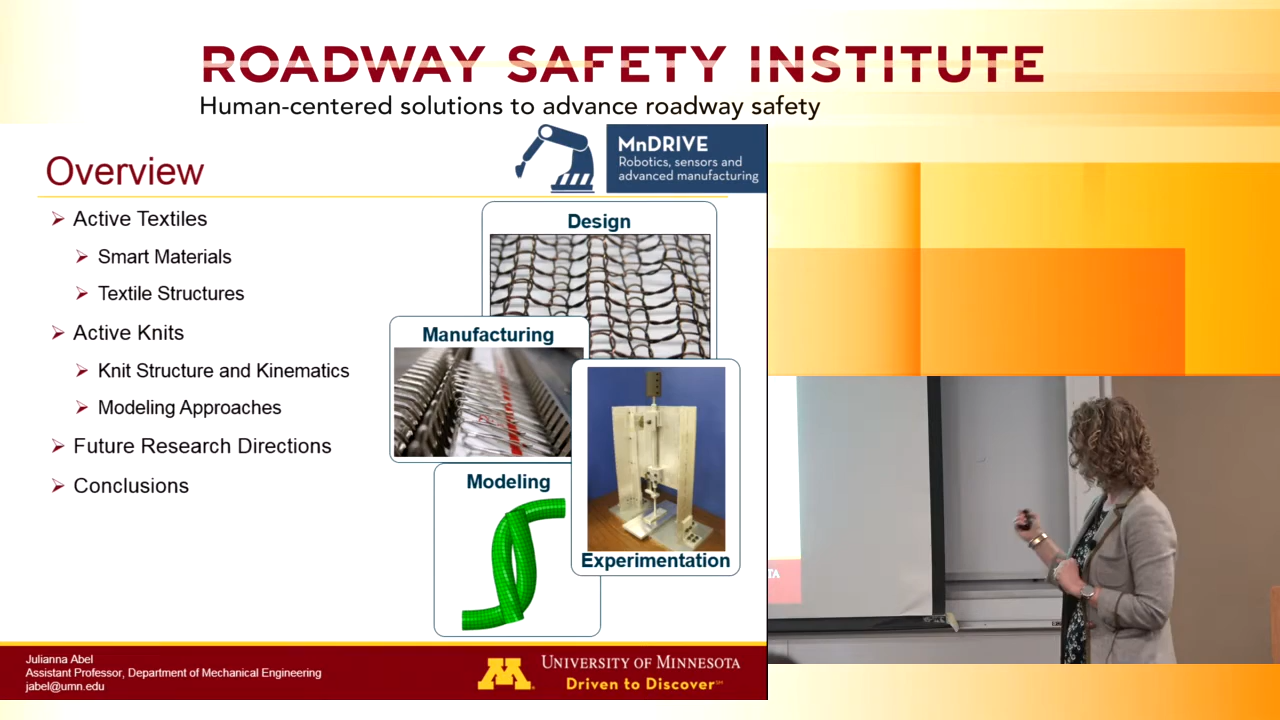 ROADWAY SAFETY INSTITUTE
Human-centered solutions to advance roadway safety
MnDRIVE
Robotics, sensors and
advanced manufacturing
Overview
Active Textiles
Smart Materials
Textile Structures
Active Knits
Knit Structure and Kinematics
Modeling Approaches
Future Research Directions
Conclusions
Design
Manufacturing
Modeling
Experimentation
Julianna Abel
Assistant Professor, Department of Mechanical Engineering
jabel@umn.edu
M
UNIVERSITY OF MINNESOTA
Driven to Discover℠
TA